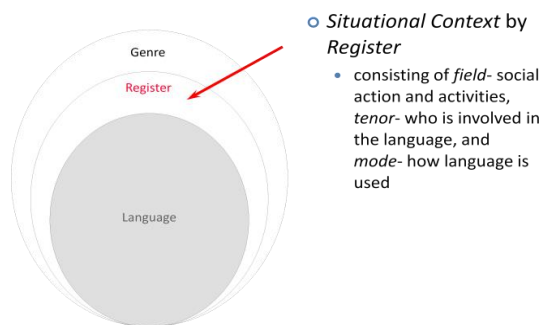 Genre
Register
Language
Situational Context by
Register
consisting of field- social
action and activities,
tenor- who is involved in
the language, and
mode- how language is
used